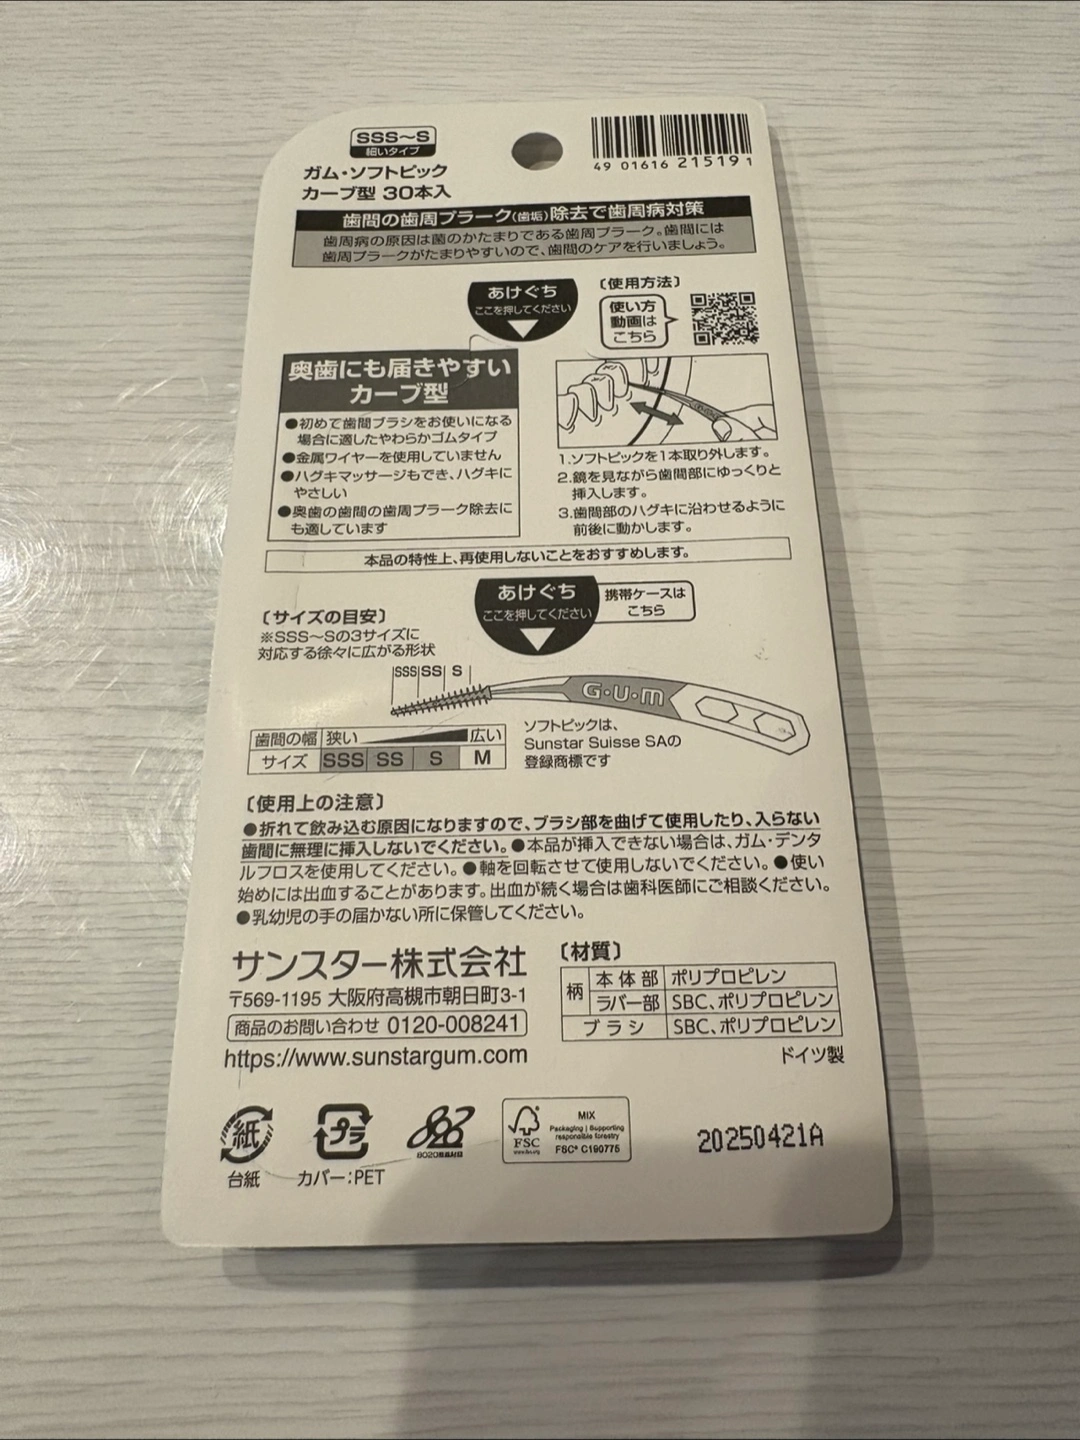 SSS〜S
細いタイプ
ガム・ソフトピック
カーブ型 30本入
49 01616 215191
歯間の歯周プラーク(歯垢)除去で歯周病対策
歯周病の原因は菌のかたまりである歯周プラーク。歯間には
歯周プラークがたまりやすいので、歯間のケアを行いましょう。
あけぐち
ここを押してください
〔使用方法〕
使い方
動画は
こちら
奥歯にも届きやすい
カーブ型
●初めて歯間ブラシをお使いになる
場合に適したやわらかゴムタイプ
●金属ワイヤーを使用していません
●ハグキマッサージもでき、ハグキに
やさしい
●奥歯の歯間の歯周プラーク除去に
も適しています
1.ソフトピックを1本取り外します。
2.鏡を見ながら歯間部にゆっくりと
挿入します。
3.歯間部のハグキに沿わせるように
前後に動かします。
本品の特性上、再使用しないことをおすすめします。
あけぐち
ここを押してください
携帯ケースは
こちら
〔サイズの目安〕
※SSS〜Sの3サイズに
対応する徐々に広がる形状
SSS SS S
G・U・M
歯間の幅 狭い 広い
サイズ SSS SS S M
ソフトピックは、
Sunstar Suisse SAの
登録商標です
〔使用上の注意〕
●折れて飲み込む原因になりますので、ブラシ部を曲げて使用したり、入らない
歯間に無理に挿入しないでください。●本品が挿入できない場合は、ガム・デンタ
ルフロスを使用してください。●軸を回転させて使用しないでください。●使い
始めには出血することがあります。出血が続く場合は歯科医師にご相談ください。
●乳幼児の手の届かない所に保管してください。
サンスター株式会社
〒569-1195 大阪府高槻市朝日町3-1
商品のお問い合わせ 0120-008241
https://www.sunstargum.com
〔材質〕
柄 本体部 ポリプロピレン
ラバー部 SBC、ポリプロピレン
ブラシ SBC、ポリプロピレン
ドイツ製
紙
台紙
プラ
カバー：PET
8020
FSC
www.fsc.org
MIX
Packaging | Supporting
responsible forestry
FSC® C190775
20250421A